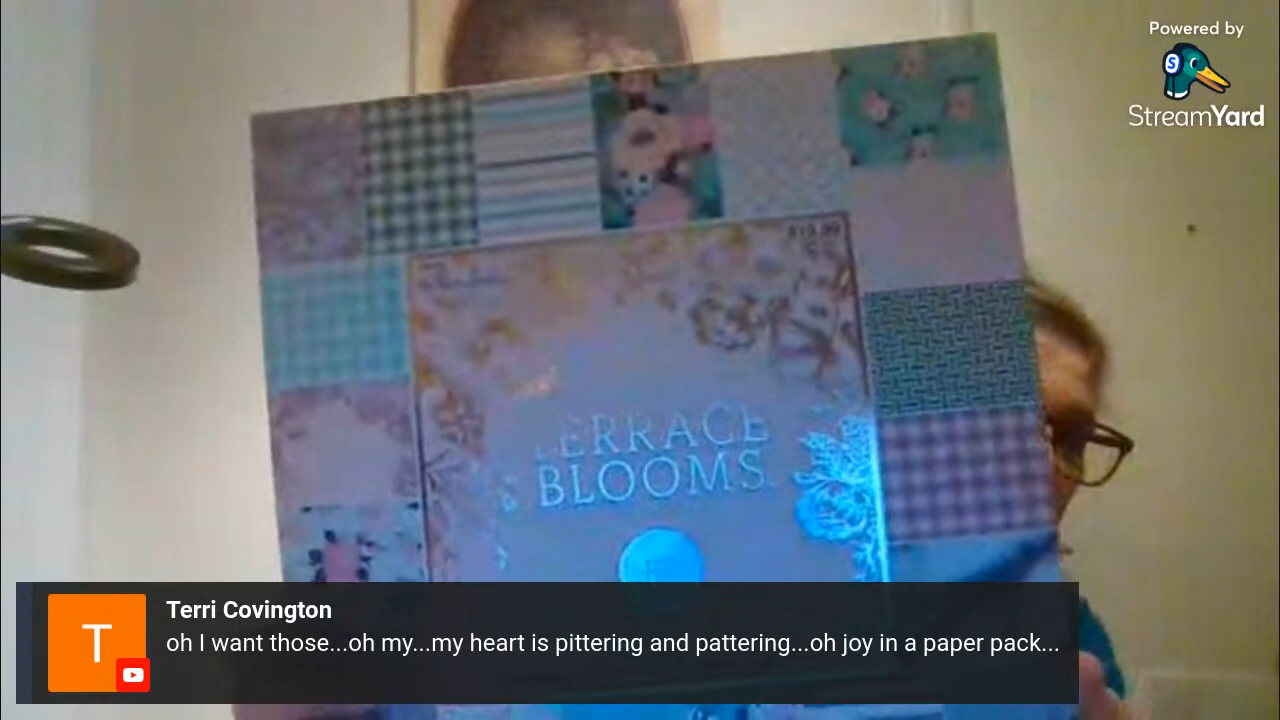 Powered by
S
StreamYard
$19.99
TERRACE
BLOOMS
T
Terri Covington
oh I want those...oh my...my heart is pittering and pattering...oh joy in a paper pack...